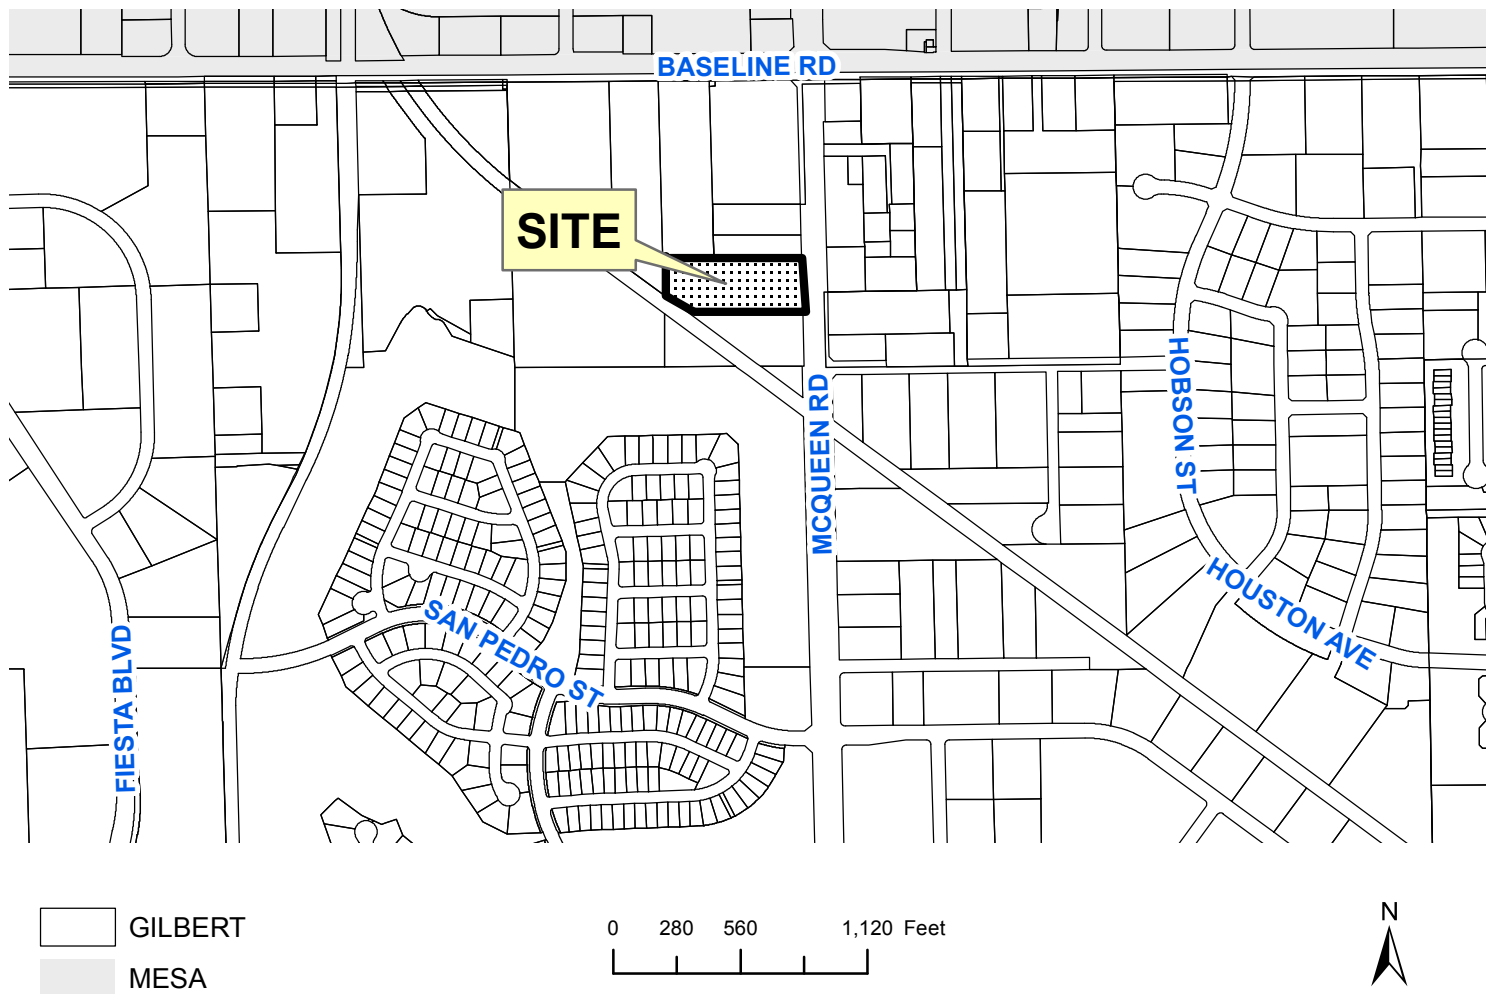 BASELINE RD
SITE
HOBSON ST
MCQUEEN RD
HOUSTON AVE
SAN PEDRO ST
FIESTA BLVD
GILBERT
MESA
0 280 560 1,120 Feet
N